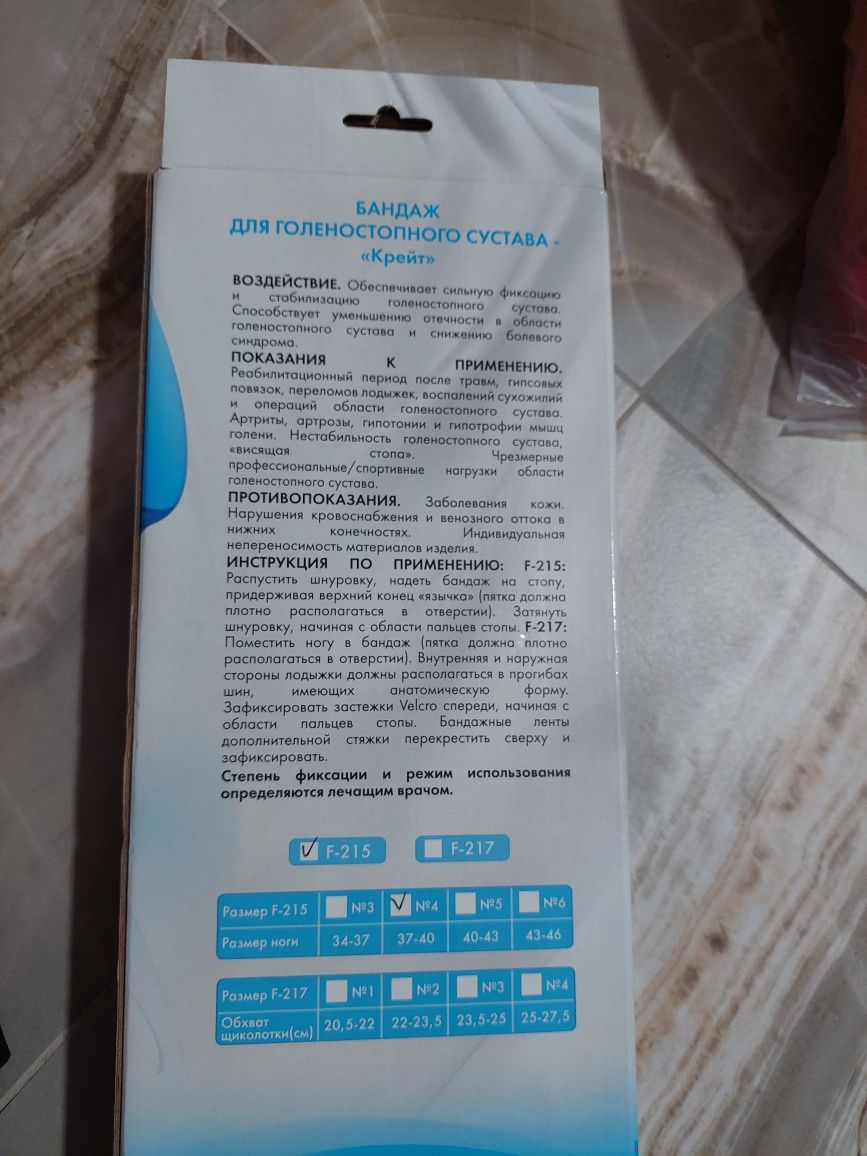 БАНДАЖ
ДЛЯ ГОЛЕНОСТОПНОГО СУСТАВА -
«Крейт»
ВОЗДЕЙСТВИЕ. Обеспечивает сильную фиксацию
и стабилизацию голеностопного сустава.
Способствует уменьшению отечности в области
голеностопного сустава и снижению болевого
синдрома.
ПОКАЗАНИЯ К ПРИМЕНЕНИЮ.
Реабилитационный период после травм, гипсовых
повязок, переломов лодыжек, воспалений сухожилий
и операций области голеностопного сустава.
Артриты, артрозы, гипотонии и гипотрофии мышц
голени. Нестабильность голеностопного сустава,
«висящая стопа». Чрезмерные
профессиональные/спортивные нагрузки области
голеностопного сустава.
ПРОТИВОПОКАЗАНИЯ. Заболевания кожи.
Нарушения кровоснабжения и венозного оттока в
нижних конечностях. Индивидуальная
непереносимость материалов изделия.
ИНСТРУКЦИЯ ПО ПРИМЕНЕНИЮ: F-215:
Распустить шнуровку, надеть бандаж на стопу,
придерживая верхний конец «язычка» (пятка должна
плотно располагаться в отверстии). Затянуть
шнуровку, начиная с области пальцев стопы. F-217:
Поместить ногу в бандаж (пятка должна плотно
располагаться в отверстии). Внутренняя и наружная
стороны лодыжки должны располагаться в прогибах
шин, имеющих анатомическую форму.
Зафиксировать застежки Velcro спереди, начиная с
области пальцев стопы. Бандажные ленты
дополнительной стяжки перекрестить сверху и
зафиксировать.
Степень фиксации и режим использования
определяются лечащим врачом.
F-215 F-217
Размер F-215 №3 №4 №5 №6
Размер ноги 34-37 37-40 40-43 43-46
Размер F-217 №1 №2 №3 №4
Обхват
щиколотки(см) 20,5-22 22-23,5 23,5-25 25-27,5